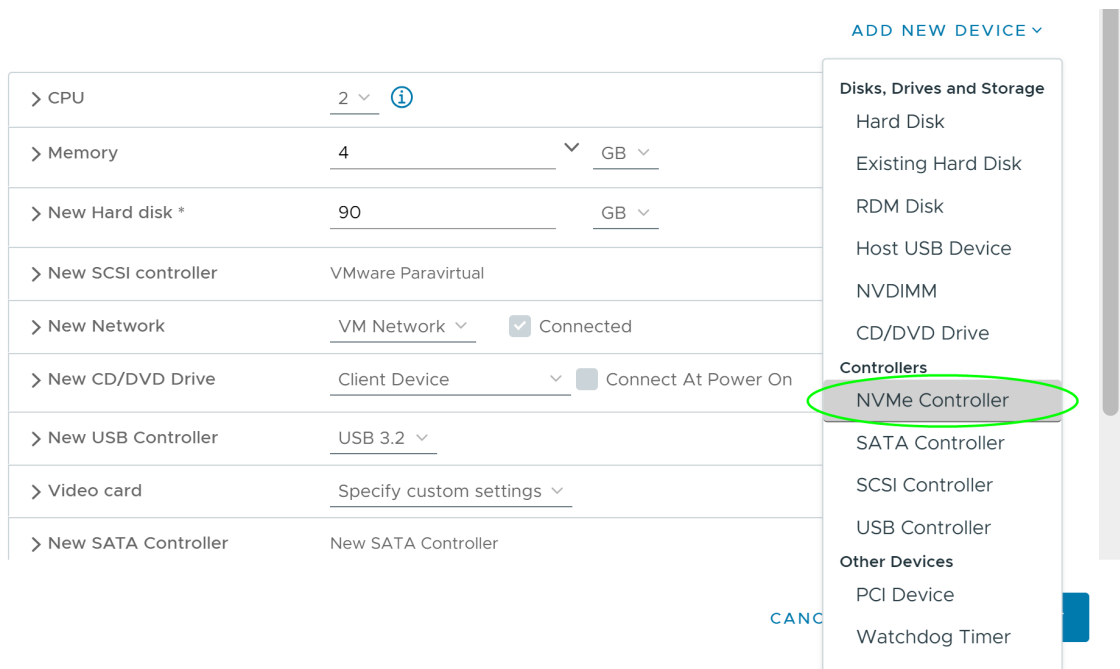 ADD NEW DEVICE
CPU 2
Memory 4 GB
New Hard disk * 90 GB
New SCSI controller VMware Paravirtual
New Network VM Network Connected
New CD/DVD Drive Client Device Connect At Power On
New USB Controller USB 3.2
Video card Specify custom settings
New SATA Controller New SATA Controller
Disks, Drives and Storage
Hard Disk
Existing Hard Disk
RDM Disk
Host USB Device
NVDIMM
CD/DVD Drive
Controllers
NVMe Controller
SATA Controller
SCSI Controller
USB Controller
Other Devices
PCI Device
Watchdog Timer
CANC